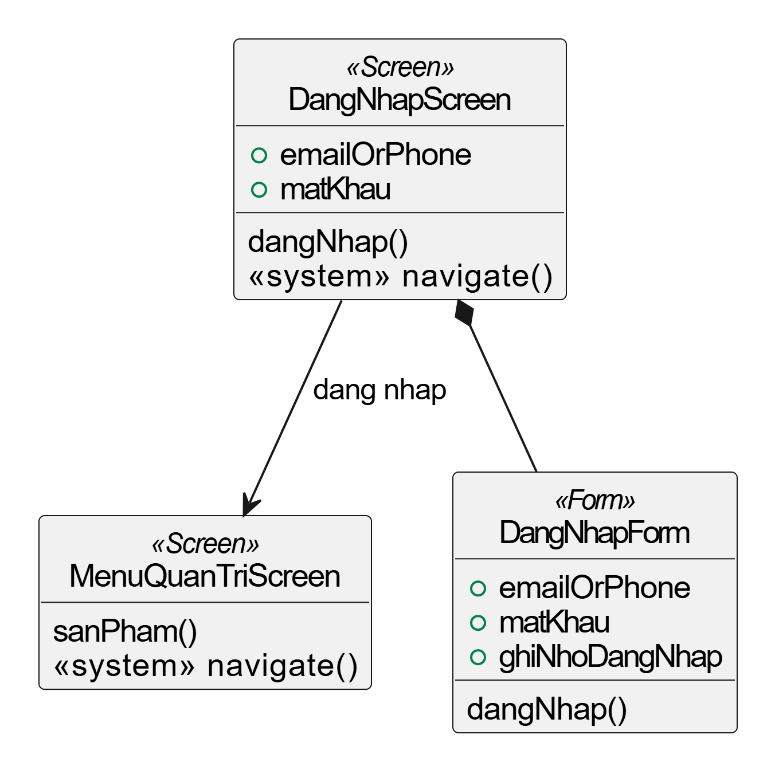 «Screen»
DangNhapScreen
emailOrPhone
matKhau
dangNhap()
«system» navigate()
dang nhap
«Screen»
MenuQuanTriScreen
sanPham()
«system» navigate()
«Form»
DangNhapForm
emailOrPhone
matKhau
ghiNhoDangNhap
dangNhap()